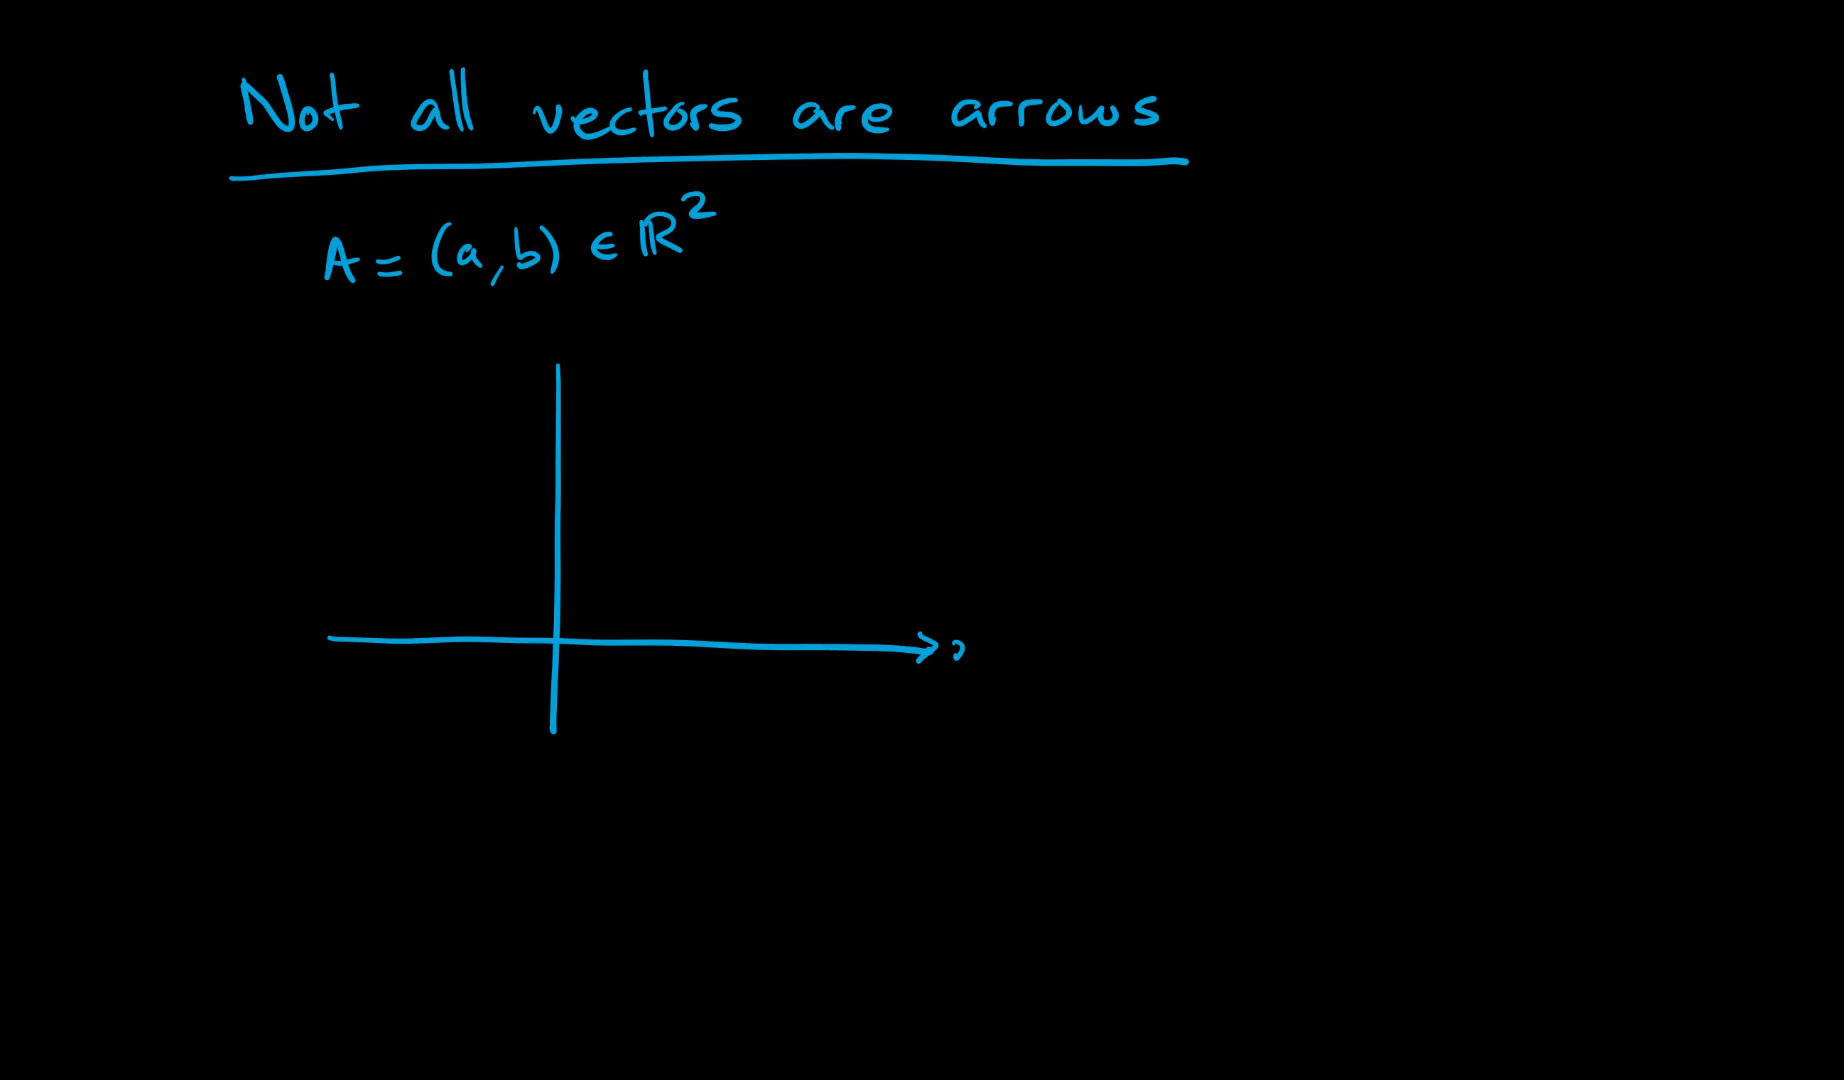 Not all vectors are arrows
A = (a, b) ∈ ℝ²